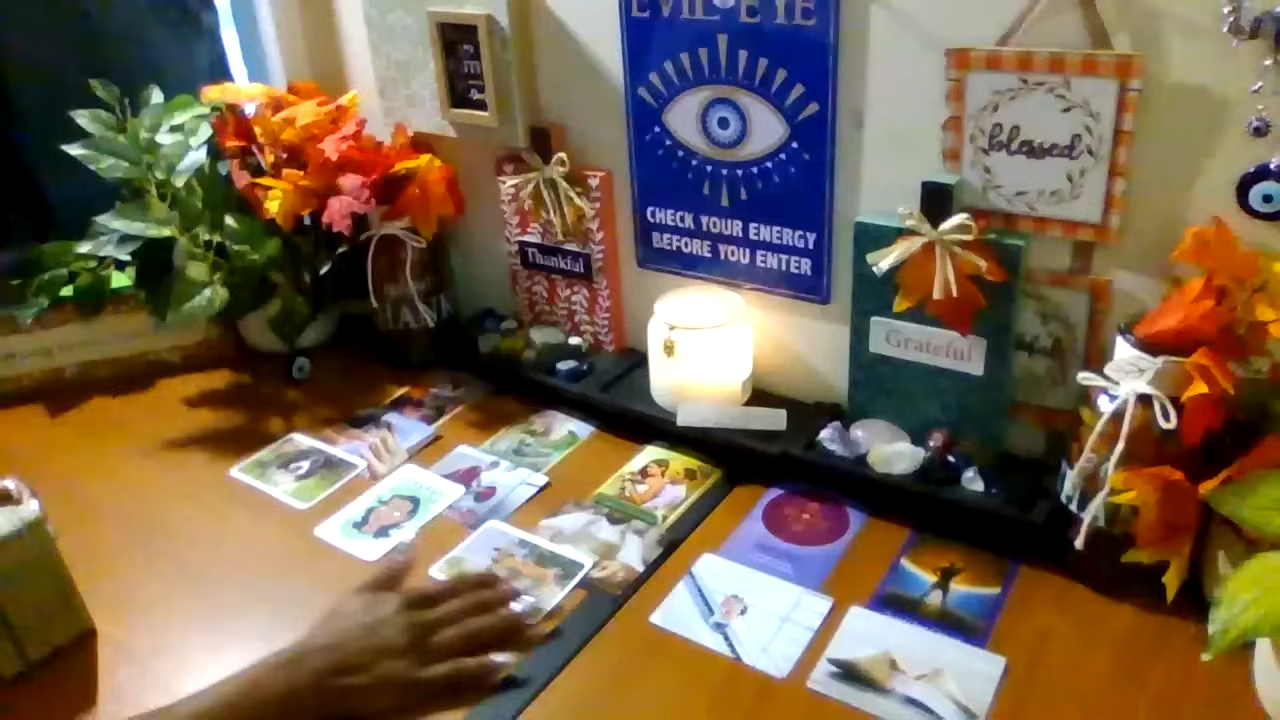 EVIL EYE
CHECK YOUR ENERGY
BEFORE YOU ENTER
Thankful
blessed
Grateful